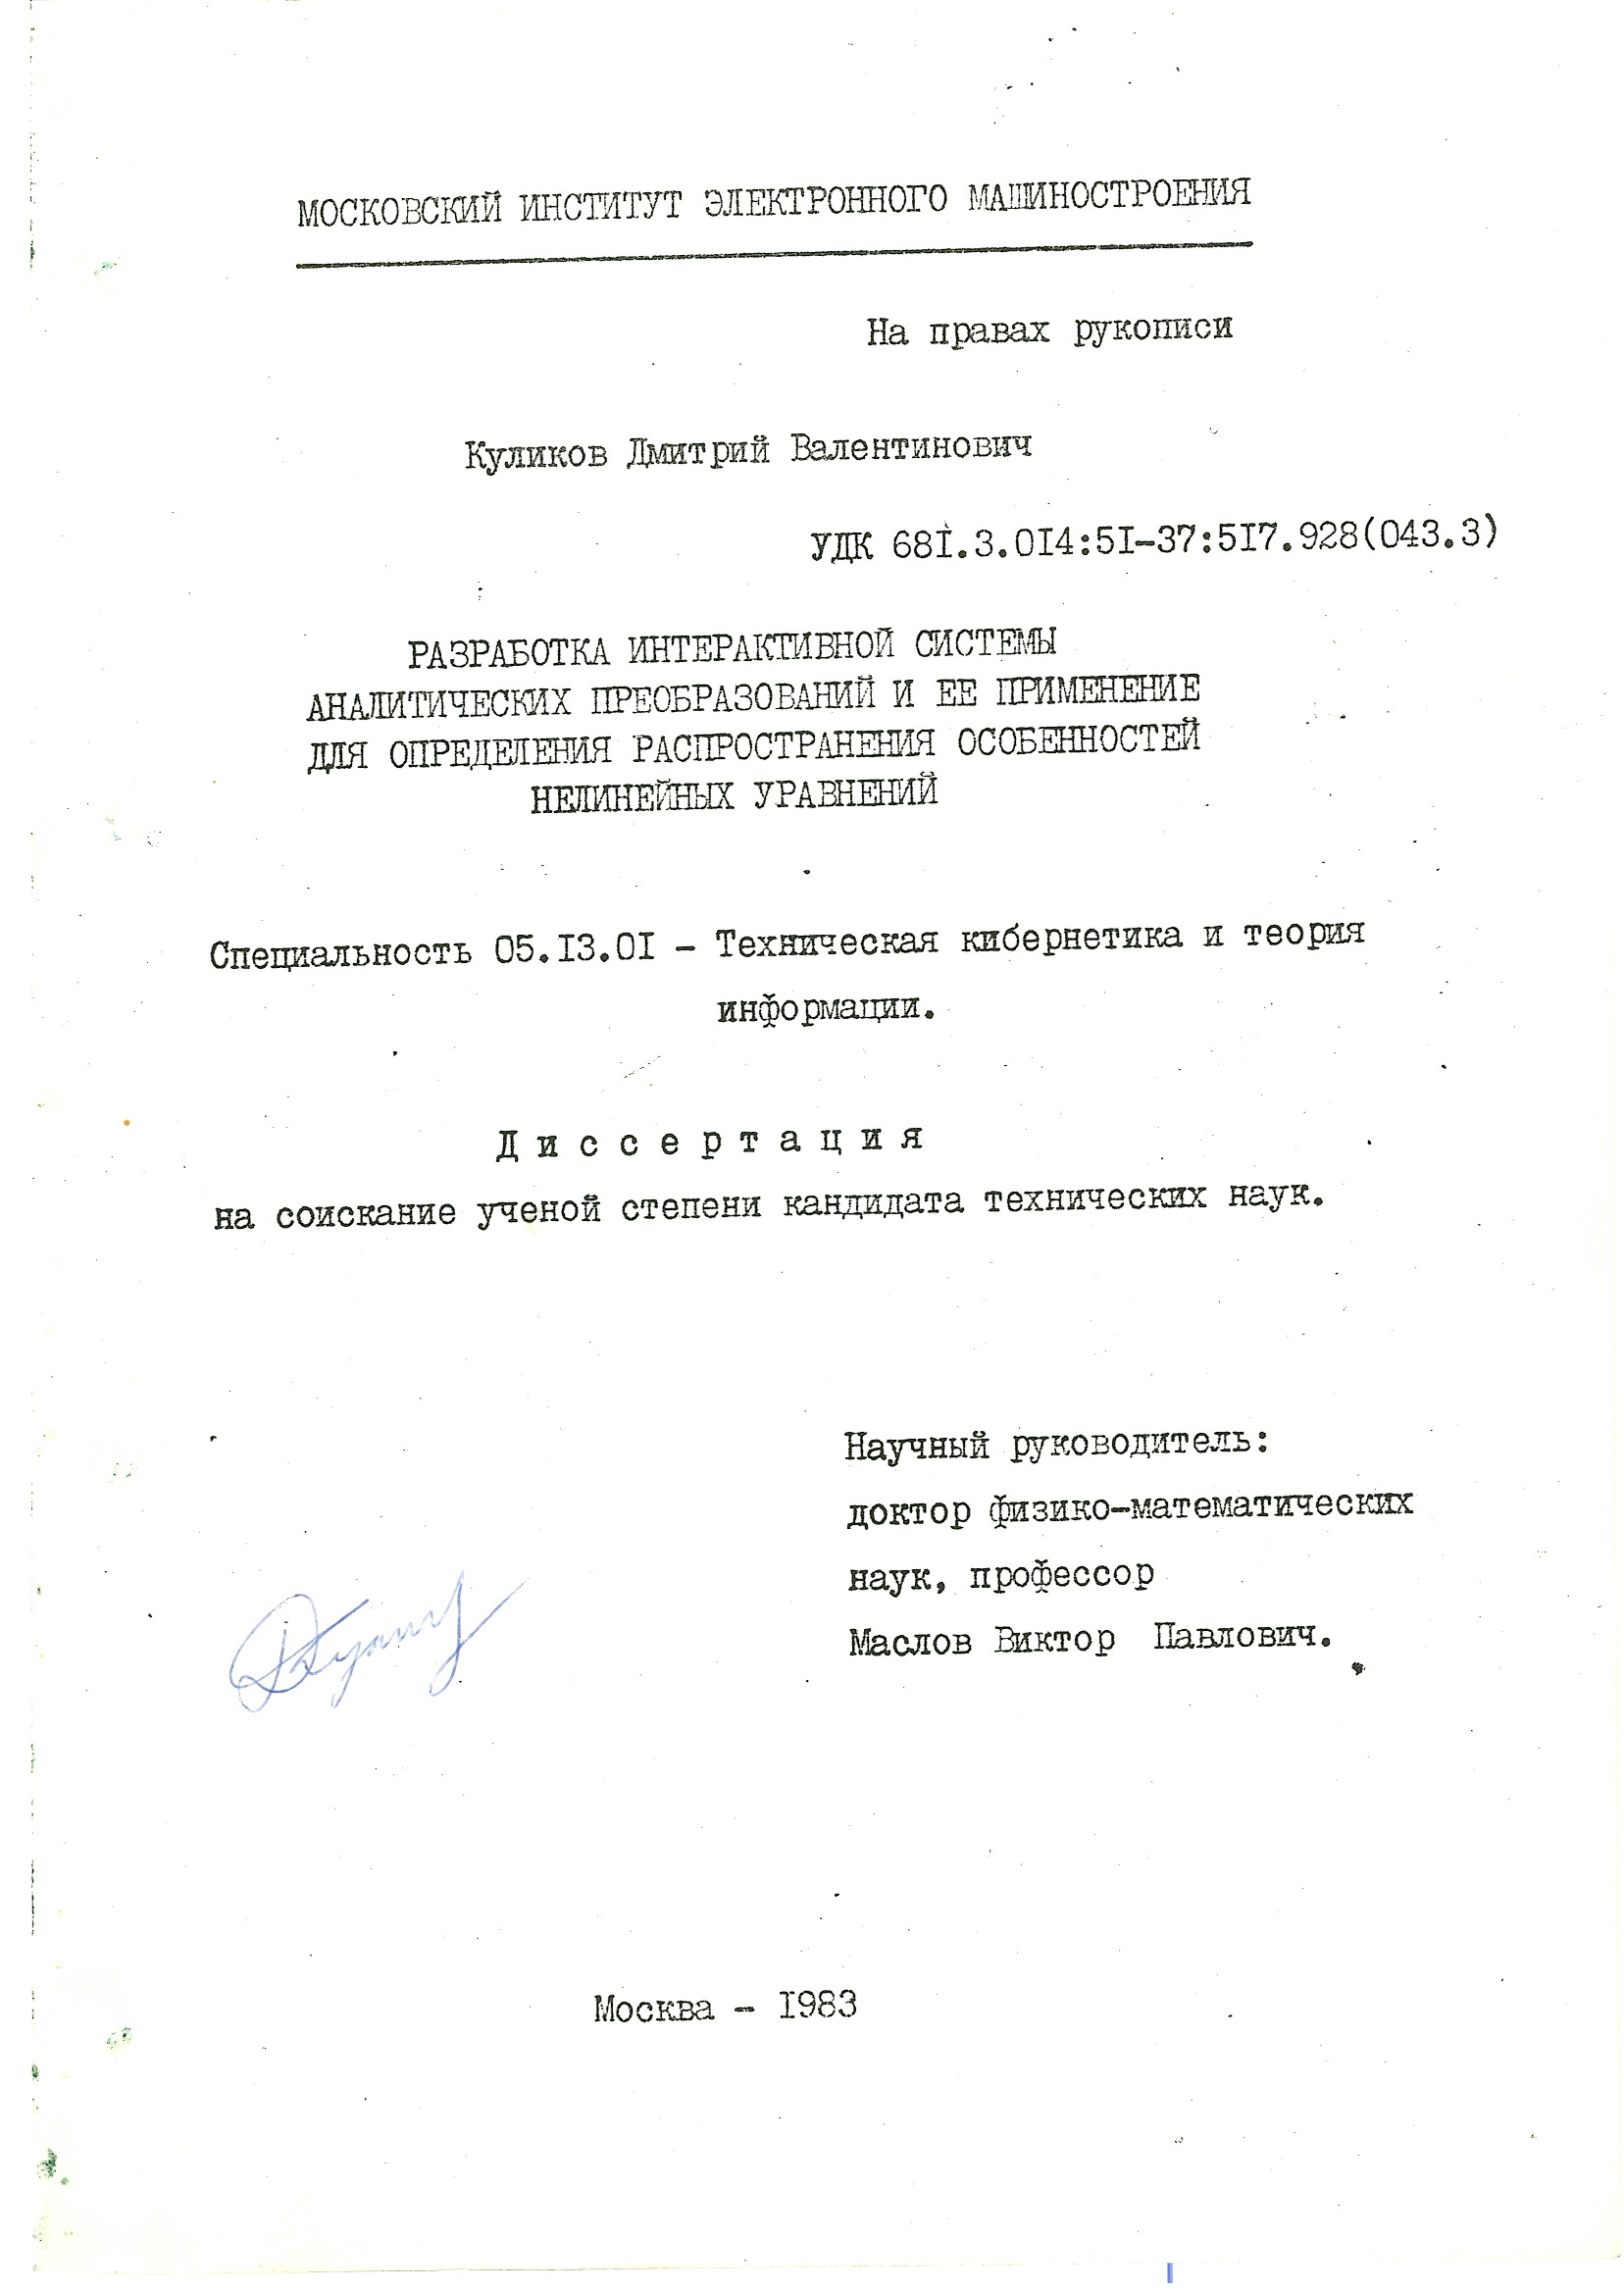 МОСКОВСКИЙ ИНСТИТУТ ЭЛЕКТРОННОГО МАШИНОСТРОЕНИЯ
На правах рукописи
Куликов Дмитрий Валентинович
УДК 681.3.014:51-37:517.928(043.3)
РАЗРАБОТКА ИНТЕРАКТИВНОЙ СИСТЕМЫ
АНАЛИТИЧЕСКИХ ПРЕОБРАЗОВАНИЙ И ЕЕ ПРИМЕНЕНИЕ
ДЛЯ ОПРЕДЕЛЕНИЯ РАСПРОСТРАНЕНИЯ ОСОБЕННОСТЕЙ
НЕЛИНЕЙНЫХ УРАВНЕНИЙ
Специальность 05.13.01 - Техническая кибернетика и теория
информации.
Диссертация
на соискание ученой степени кандидата технических наук.
Научный руководитель:
доктор физико-математических
наук, профессор
Маслов Виктор Павлович.
Москва - 1983